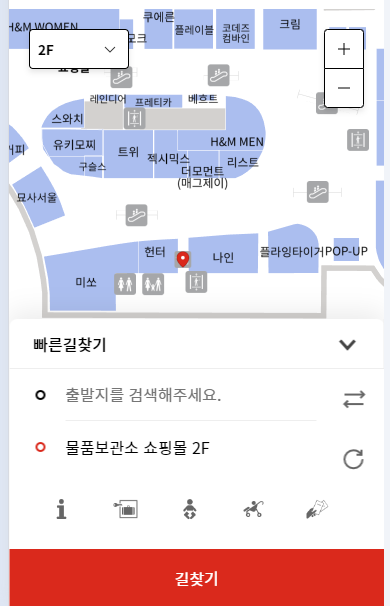 H&M WOMEN
쿠에른
크림
2F
모크
플레이블
코데즈
컴바인
쇼핑몰
레인디어
프레티카
베흐트
스와치
유키모찌
트위
H&M MEN
커피
구슬스
젝시믹스
리스트
더모먼트
(매그제이)
묘사서울
헌터
플라잉타이거
POP-UP
나인
미쏘
빠른길찾기
출발지를 검색해주세요.
물품보관소 쇼핑몰 2F
길찾기